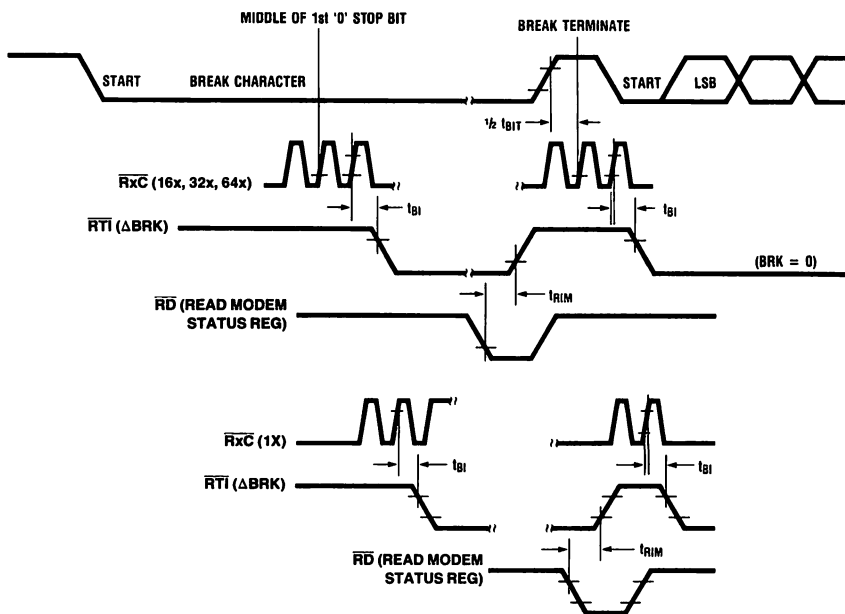 MIDDLE OF 1st '0' STOP BIT
BREAK TERMINATE
START
BREAK CHARACTER
START
LSB
½ tBIT
RxC (16x, 32x, 64x)
tBI
tBI
RTI (ΔBRK)
(BRK = 0)
tRIM
RD (READ MODEM
STATUS REG)
RxC (1X)
tBI
tBI
RTI (ΔBRK)
tRIM
RD (READ MODEM
STATUS REG)